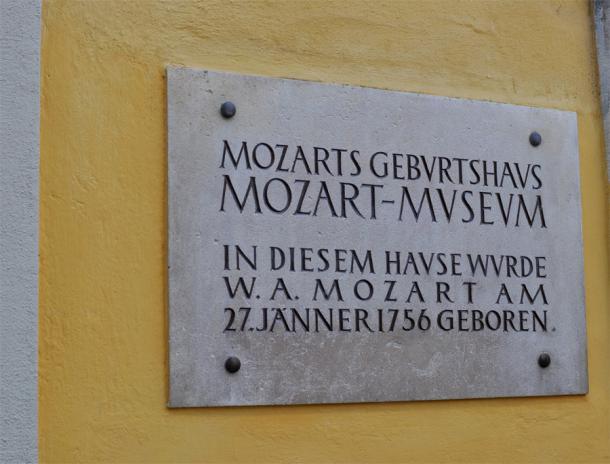 MOZARTS GEBVRTSHAVS
MOZART-MVSEVM
IN DIESEM HAVSE WVRDE
W. A. MOZART AM
27. JÄNNER 1756 GEBOREN.